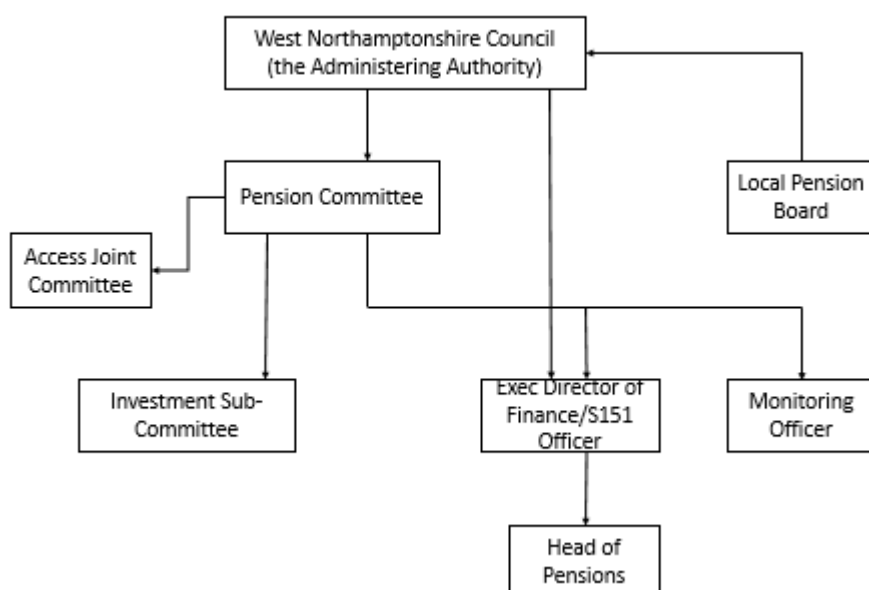 West Northamptonshire Council
(the Administering Authority)
Pension Committee
Local Pension
Board
Access Joint
Committee
Investment Sub-
Committee
Exec Director of
Finance/S151
Officer
Monitoring
Officer
Head of
Pensions